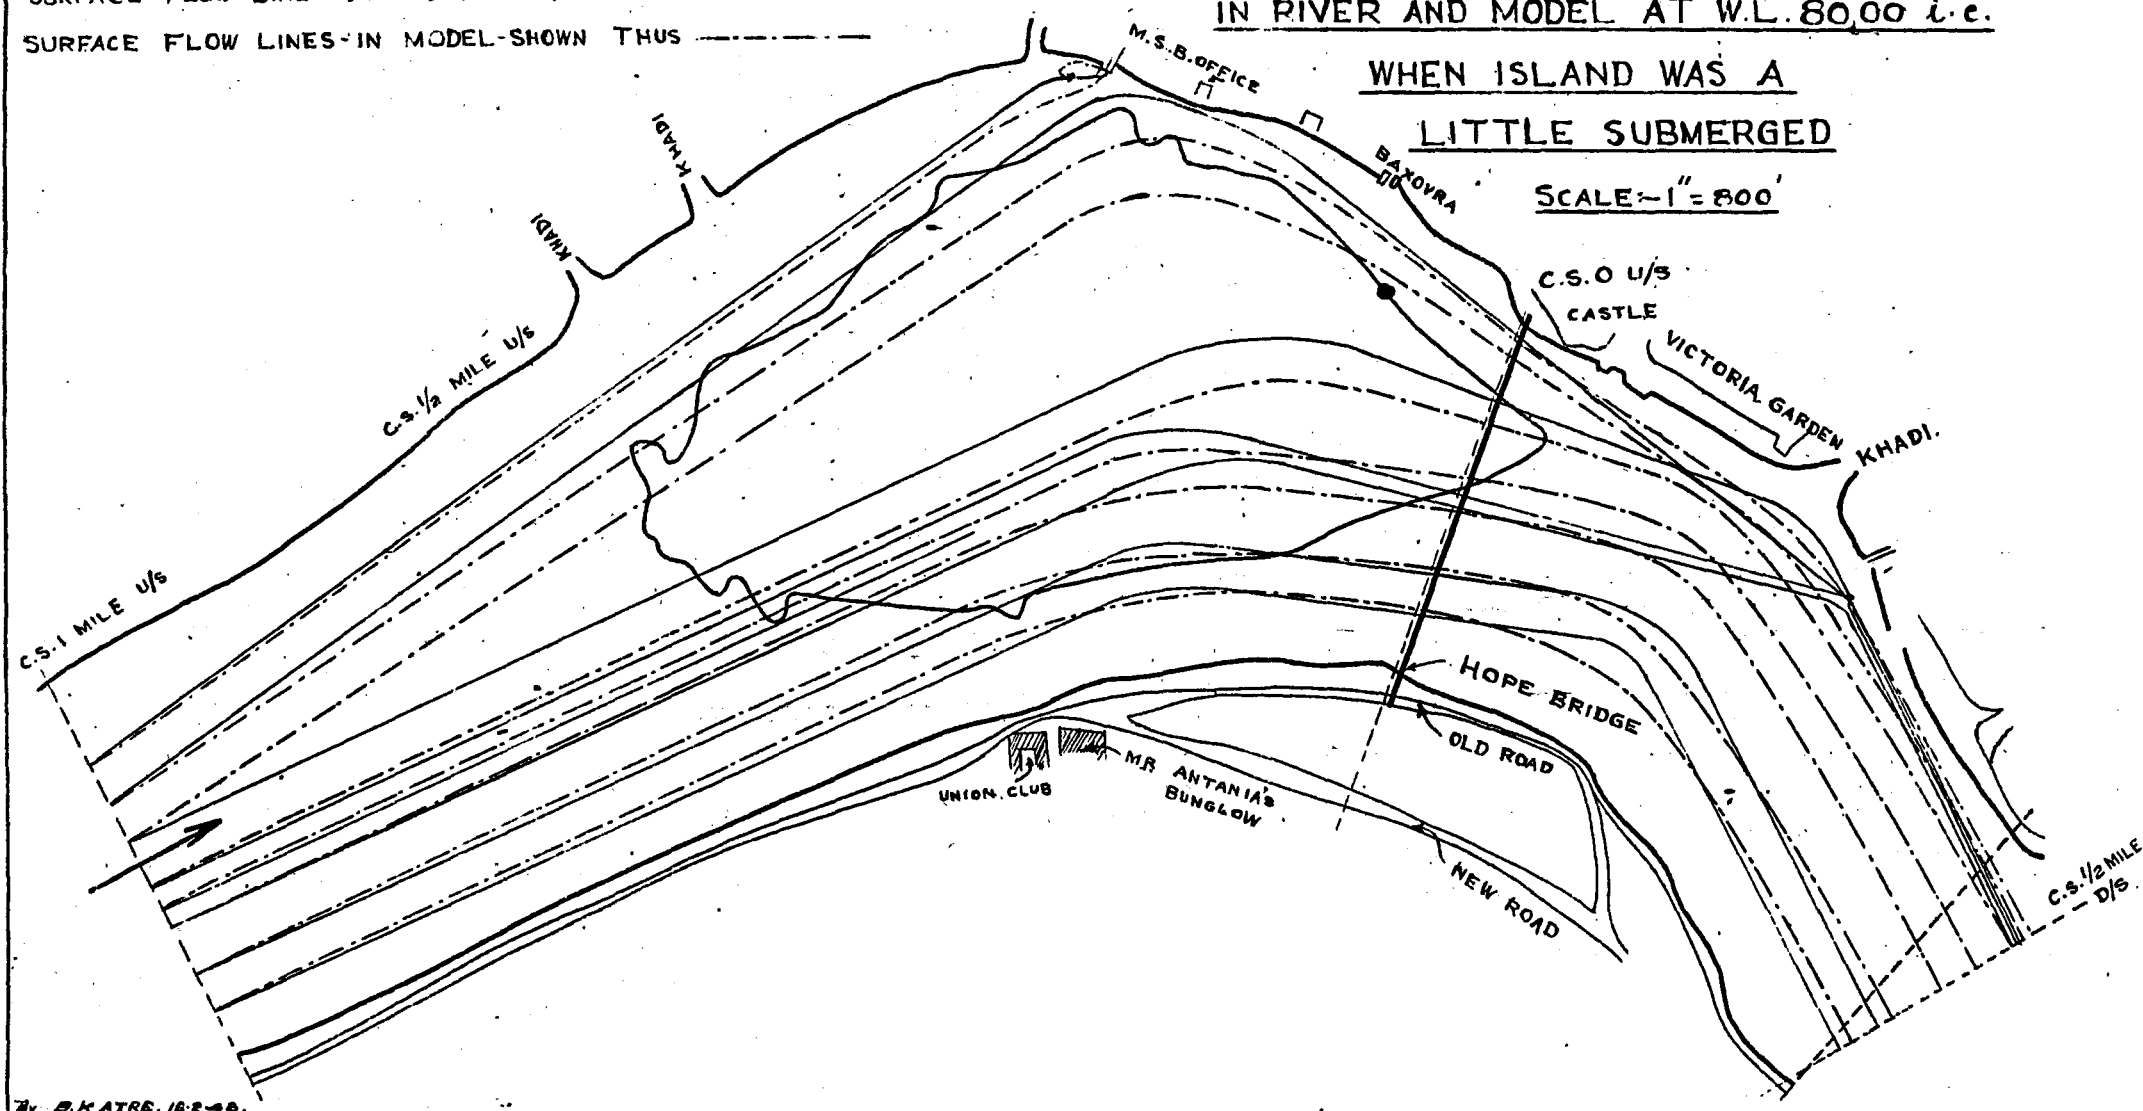 SURFACE FLOW LINES-IN MODEL-SHOWN THUS
IN RIVER AND MODEL AT W.L. 80.00 i.e.
WHEN ISLAND WAS A
LITTLE SUBMERGED
SCALE:-1"=800'
M.S.B. OFFICE
KHADI
KHADI
BAXOVRA
C.S.O U/S
CASTLE
VICTORIA GARDEN
KHADI.
C.S. 1/2 MILE U/S
C.S. 1 MILE U/S
HOPE BRIDGE
OLD ROAD
UNION CLUB
MR ANTANIA'S
BUNGLOW
NEW ROAD
C.S. 1/2 MILE
D/S